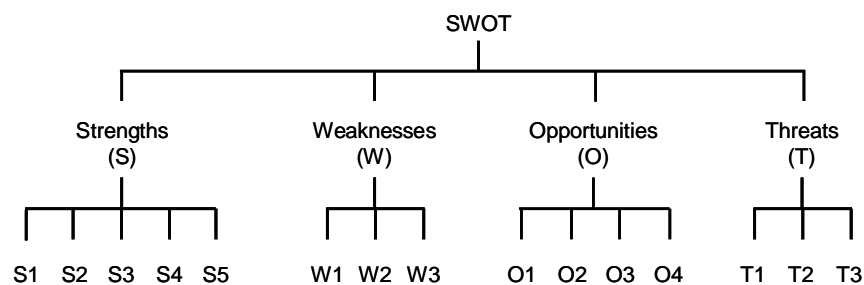 SWOT
Strengths Weaknesses Opportunities Threats
(S) (W) (O) (T)
S1 S2 S3 S4 S5 W1 W2 W3 O1 O2 O3 O4 T1 T2 T3